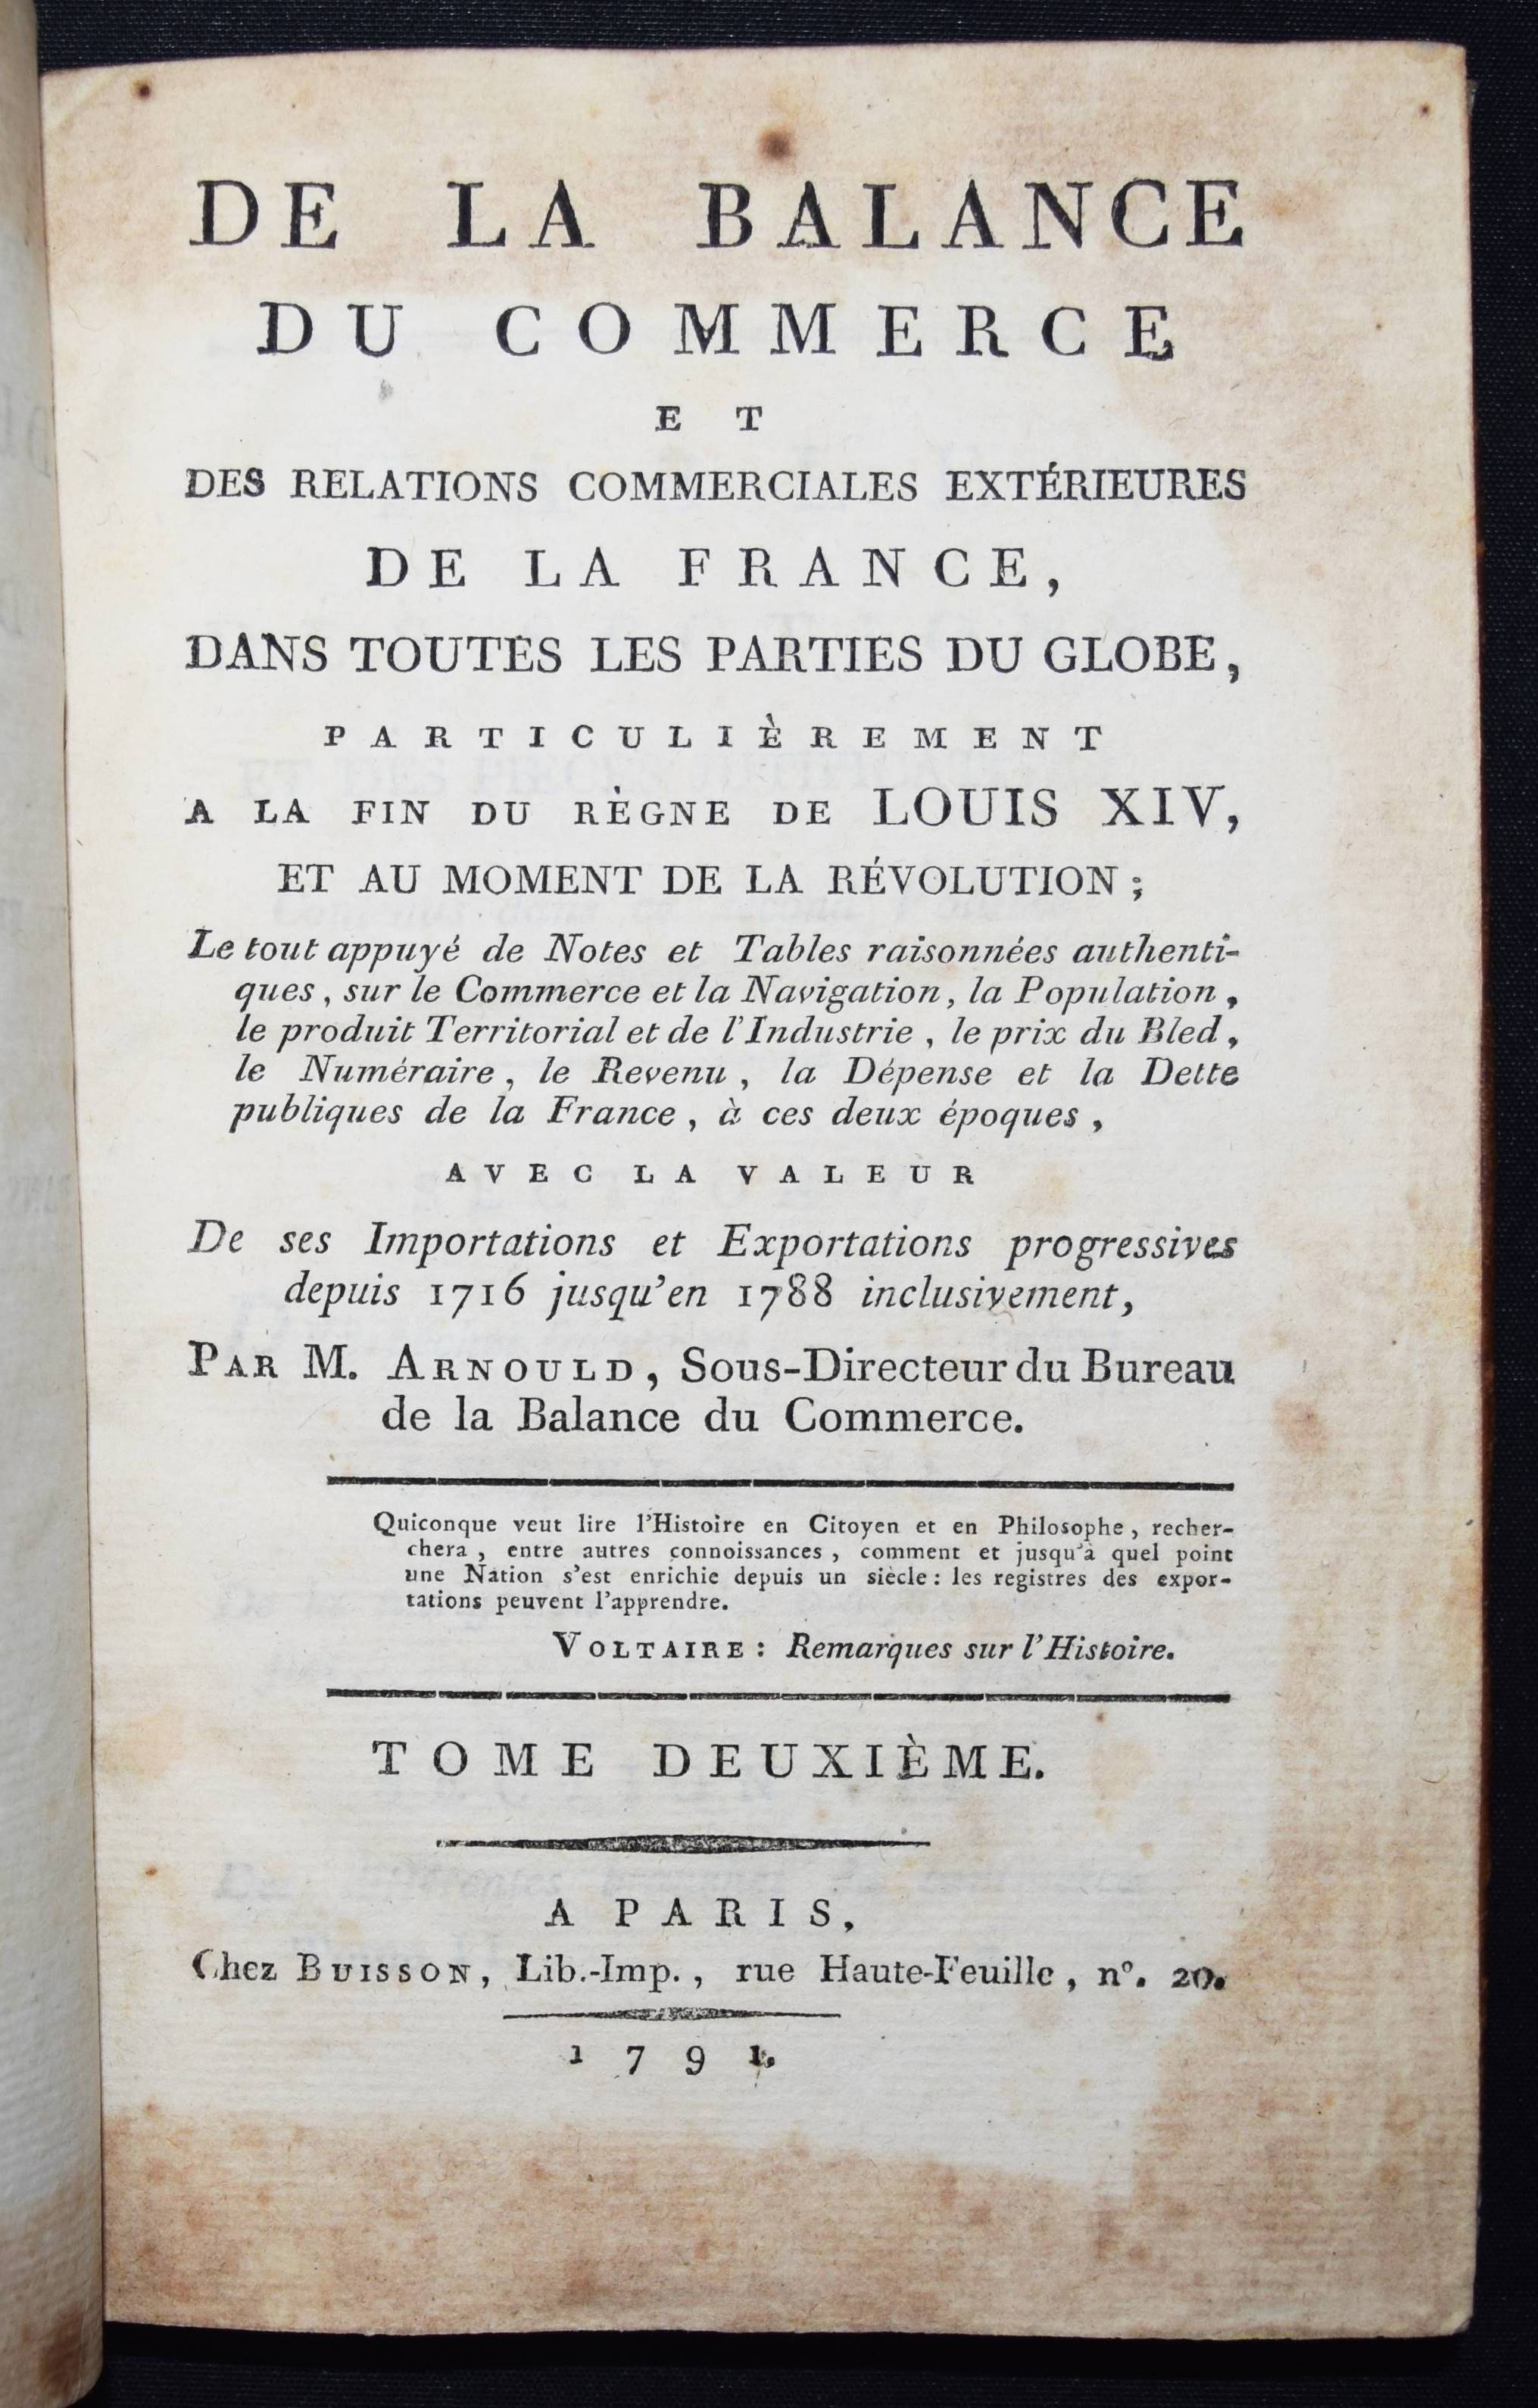 DE LA BALANCE
DU COMMERCE
ET
DES RELATIONS COMMERCIALES EXTÉRIEURES
DE LA FRANCE,
DANS TOUTES LES PARTIES DU GLOBE,
PARTICULIÈREMENT
A LA FIN DU RÈGNE DE LOUIS XIV,
ET AU MOMENT DE LA RÉVOLUTION ;
Le tout appuyé de Notes et Tables raisonnées authenti-
ques, sur le Commerce et la Navigation, la Population,
le produit Territorial et de l'Industrie, le prix du Bled,
le Numéraire, le Revenu, la Dépense et la Dette
publiques de la France, à ces deux époques,
AVEC LA VALEUR
De ses Importations et Exportations progressives
depuis 1716 jusqu'en 1788 inclusivement,
PAR M. ARNOULD, Sous-Directeur du Bureau
de la Balance du Commerce.
Quiconque veut lire l'Histoire en Citoyen et en Philosophe, recher-
chera, entre autres connoissances, comment et jusqu'à quel point
une Nation s'est enrichie depuis un siècle : les registres des expor-
tations peuvent l'apprendre.
VOLTAIRE : Remarques sur l'Histoire.
TOME DEUXIÈME.
A PARIS,
Chez BUISSON, Lib.-Imp., rue Haute-Feuille, n°. 20.
1791.